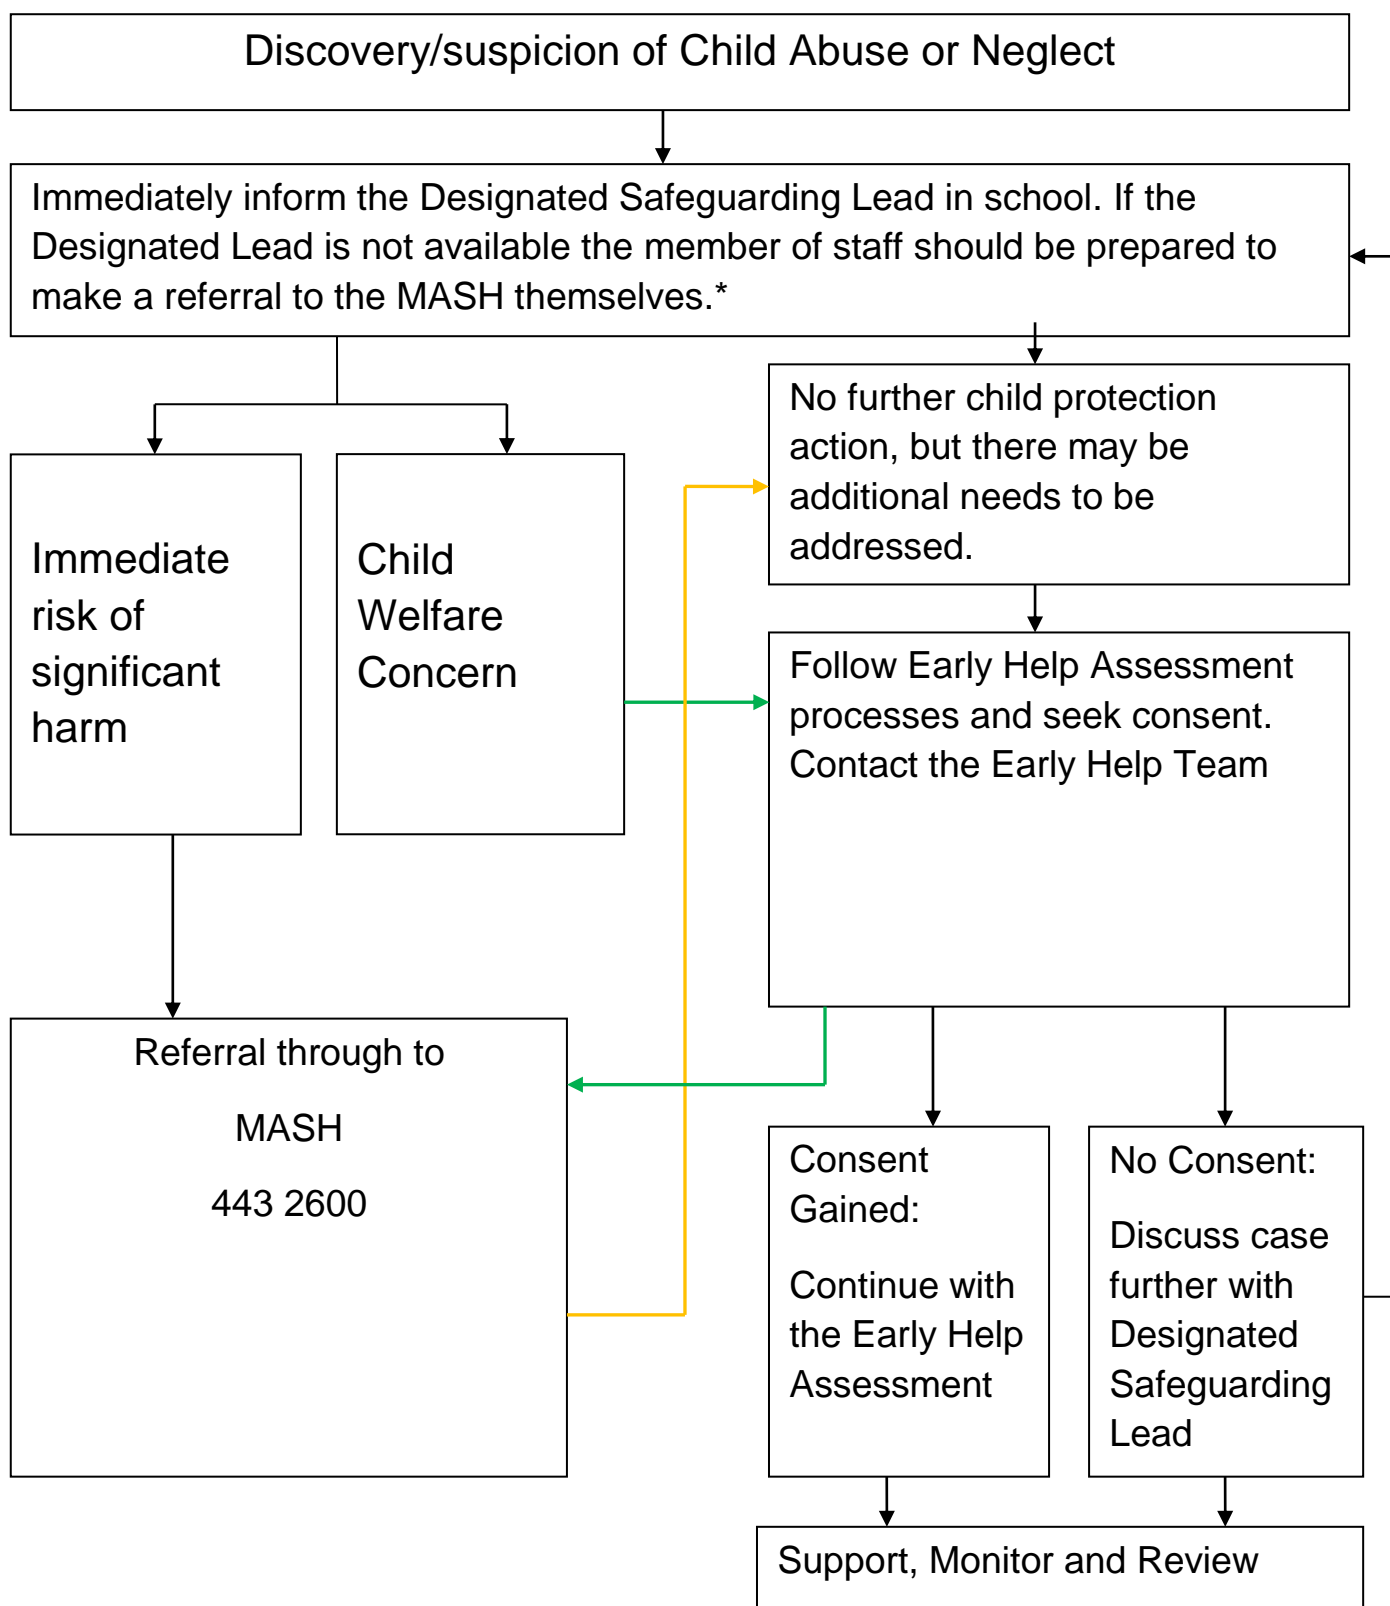 Discovery/suspicion of Child Abuse or Neglect
Immediately inform the Designated Safeguarding Lead in school. If the
Designated Lead is not available the member of staff should be prepared to
make a referral to the MASH themselves.*
No further child protection
action, but there may be
additional needs to be
addressed.
Immediate
risk of
significant
harm
Child
Welfare
Concern
Follow Early Help Assessment
processes and seek consent.
Contact the Early Help Team
Referral through to
MASH
443 2600
Consent
Gained:
Continue with
the Early Help
Assessment
No Consent:
Discuss case
further with
Designated
Safeguarding
Lead
Support, Monitor and Review